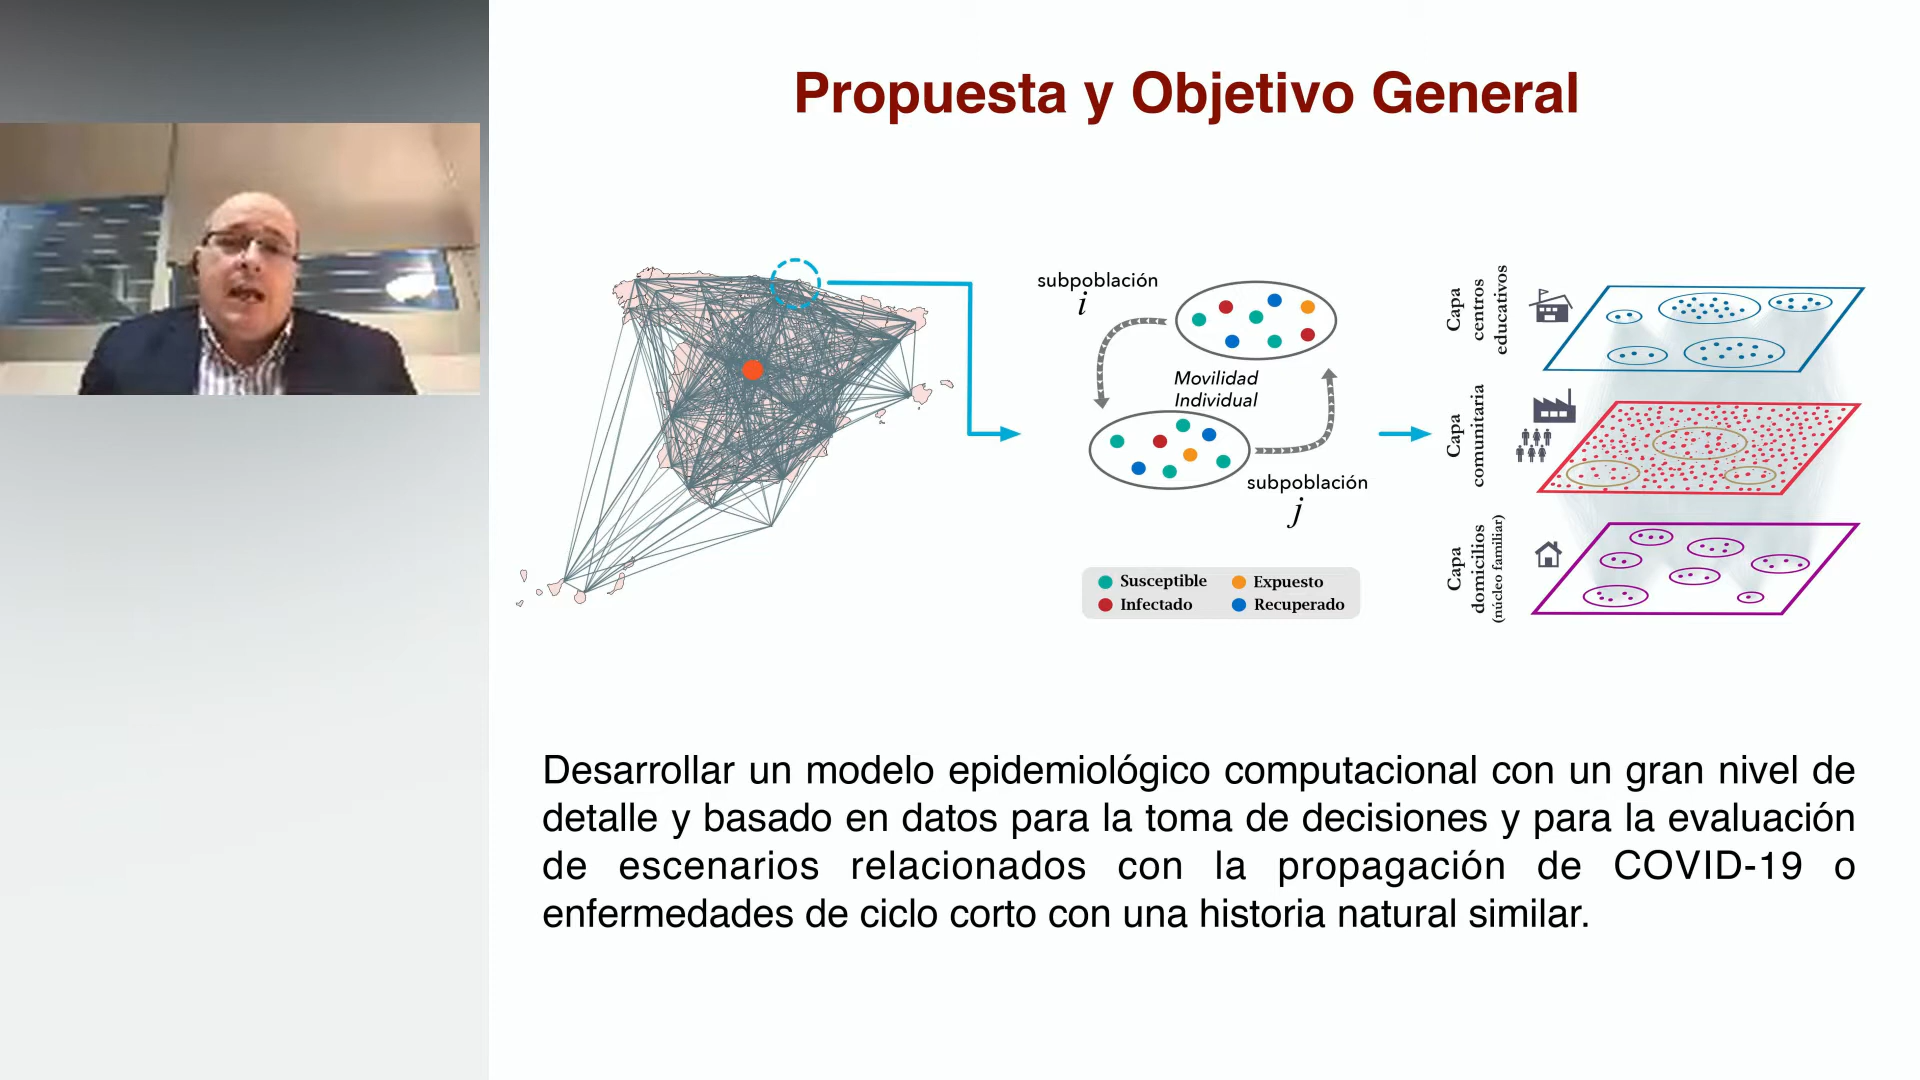 Propuesta y Objetivo General
subpoblación
i
Movilidad
Individual
subpoblación
j
Susceptible
Expuesto
Infectado
Recuperado
Capa
centros
educativos
Capa
comunitaria
Capa
domicilios
(núcleo familiar)
Desarrollar un modelo epidemiológico computacional con un gran nivel de
detalle y basado en datos para la toma de decisiones y para la evaluación
de escenarios relacionados con la propagación de COVID-19 o
enfermedades de ciclo corto con una historia natural similar.